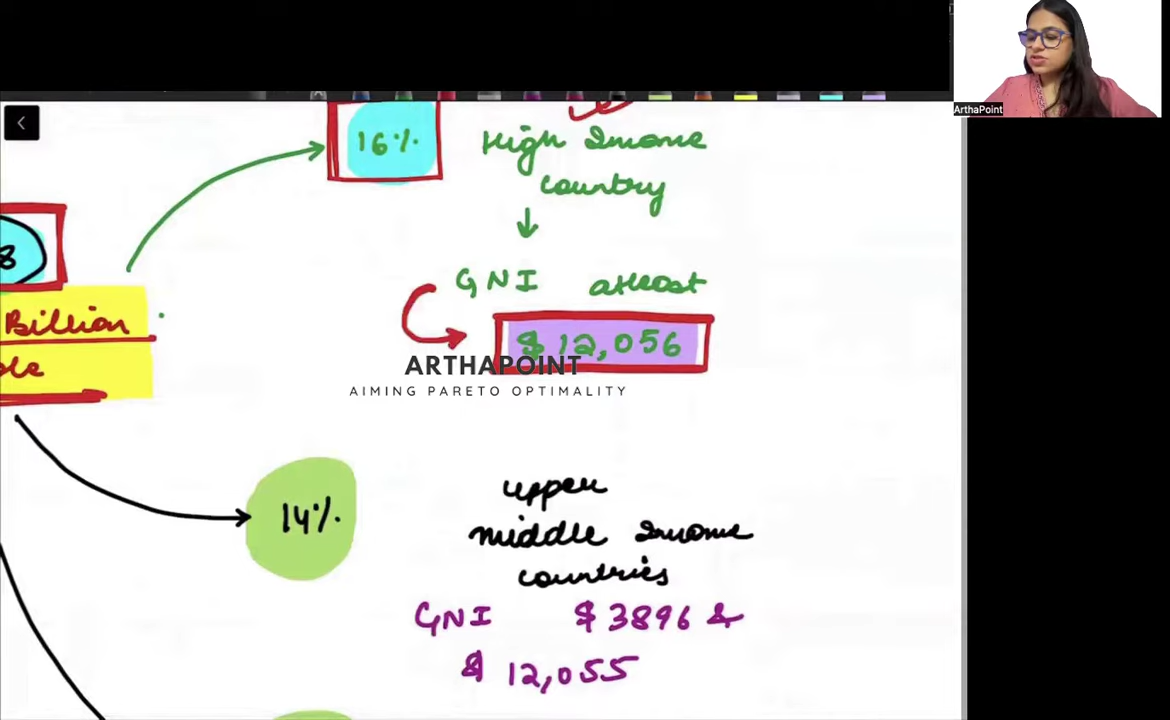 ArthaPoint
16%
High Income
country
GNI atleast
$ 12,056
8
Billion
ARTHAPOINT
AIMING PARETO OPTIMALITY
14%
upper
middle Income
countries
GNI $3896 &
$ 12,055